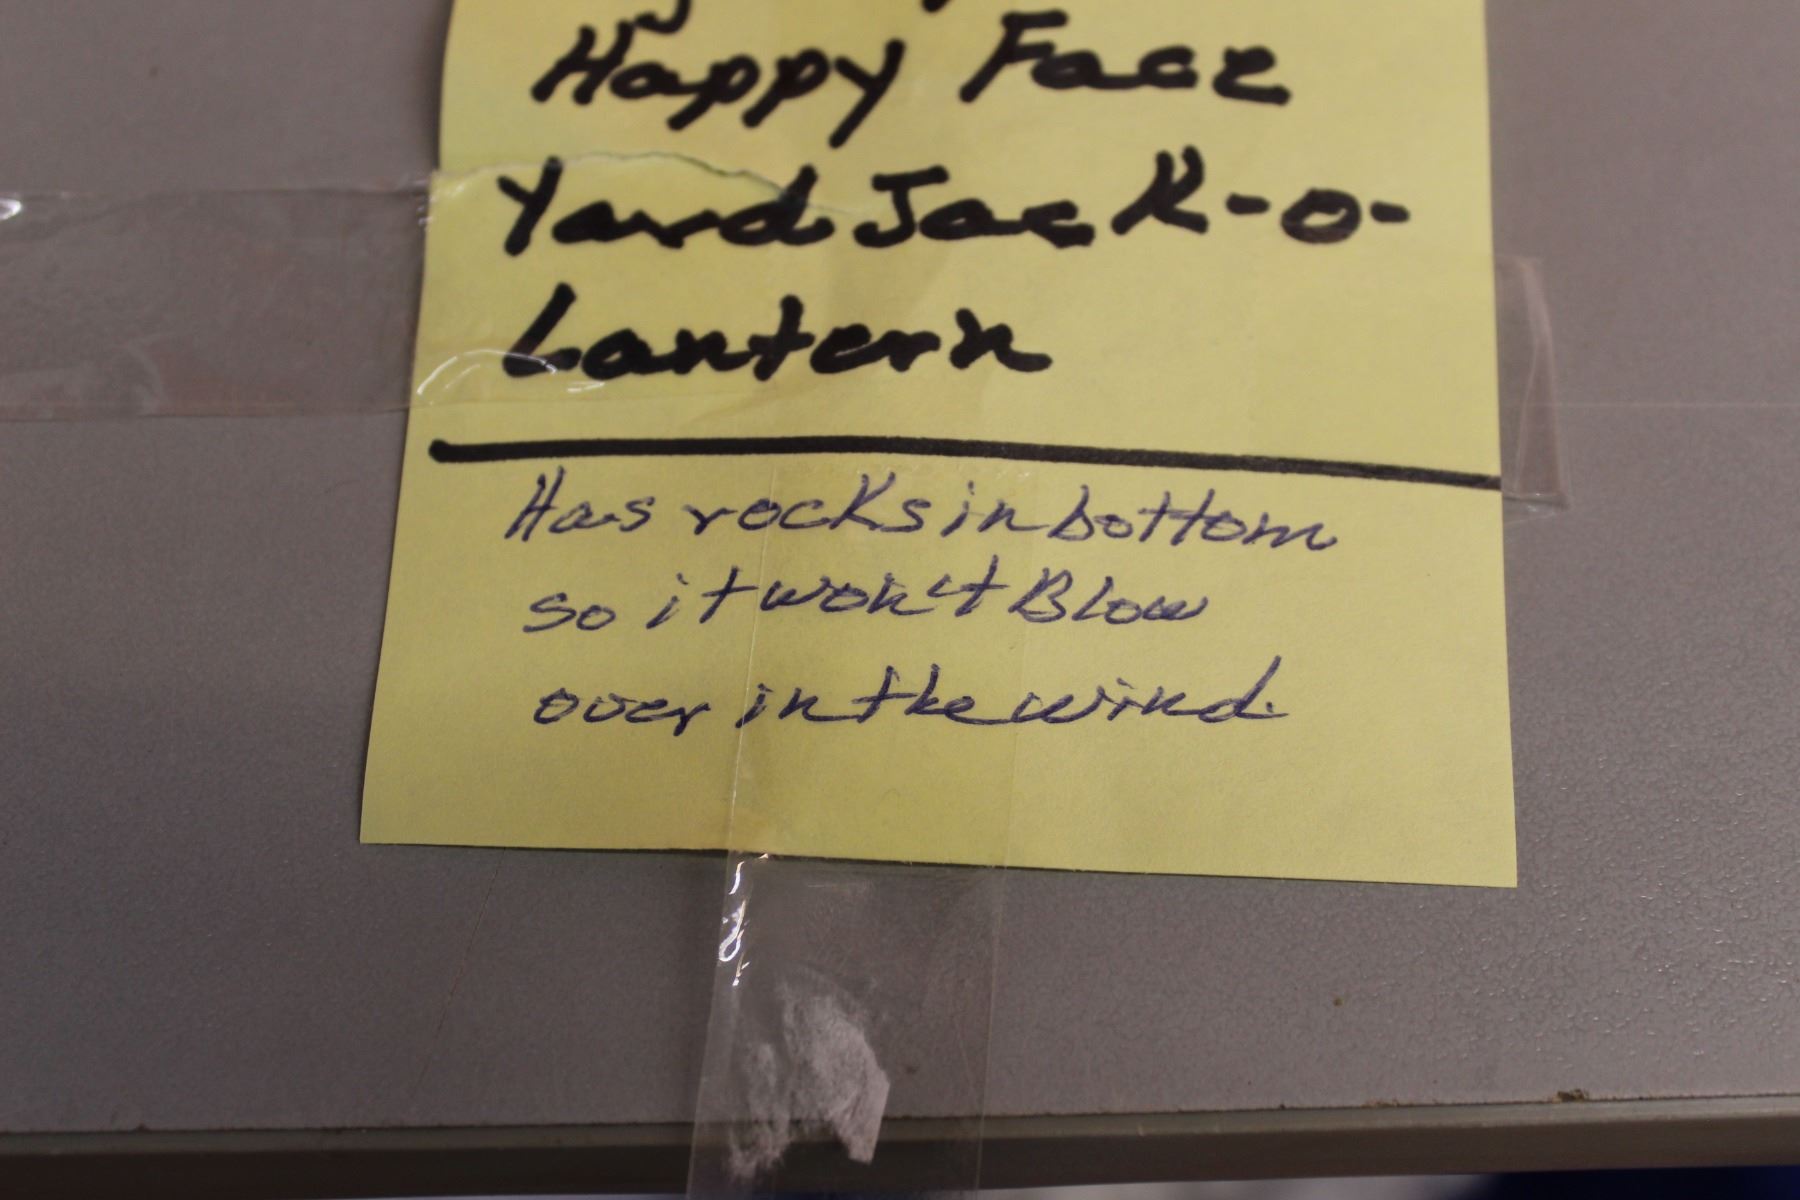 Happy Face
Yard Jack-o-
Lantern
Has rocks in bottom
so it won't Blow
over in the wind.